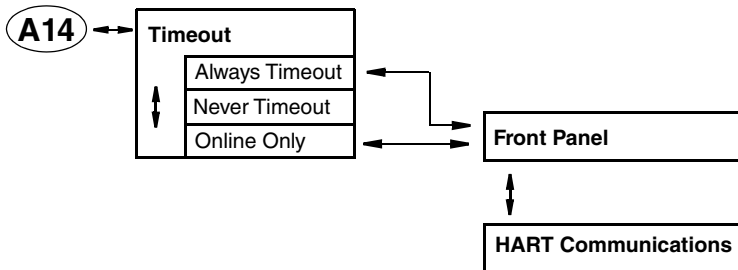 A14
Timeout
Always Timeout
Never Timeout
Online Only
Front Panel
HART Communications